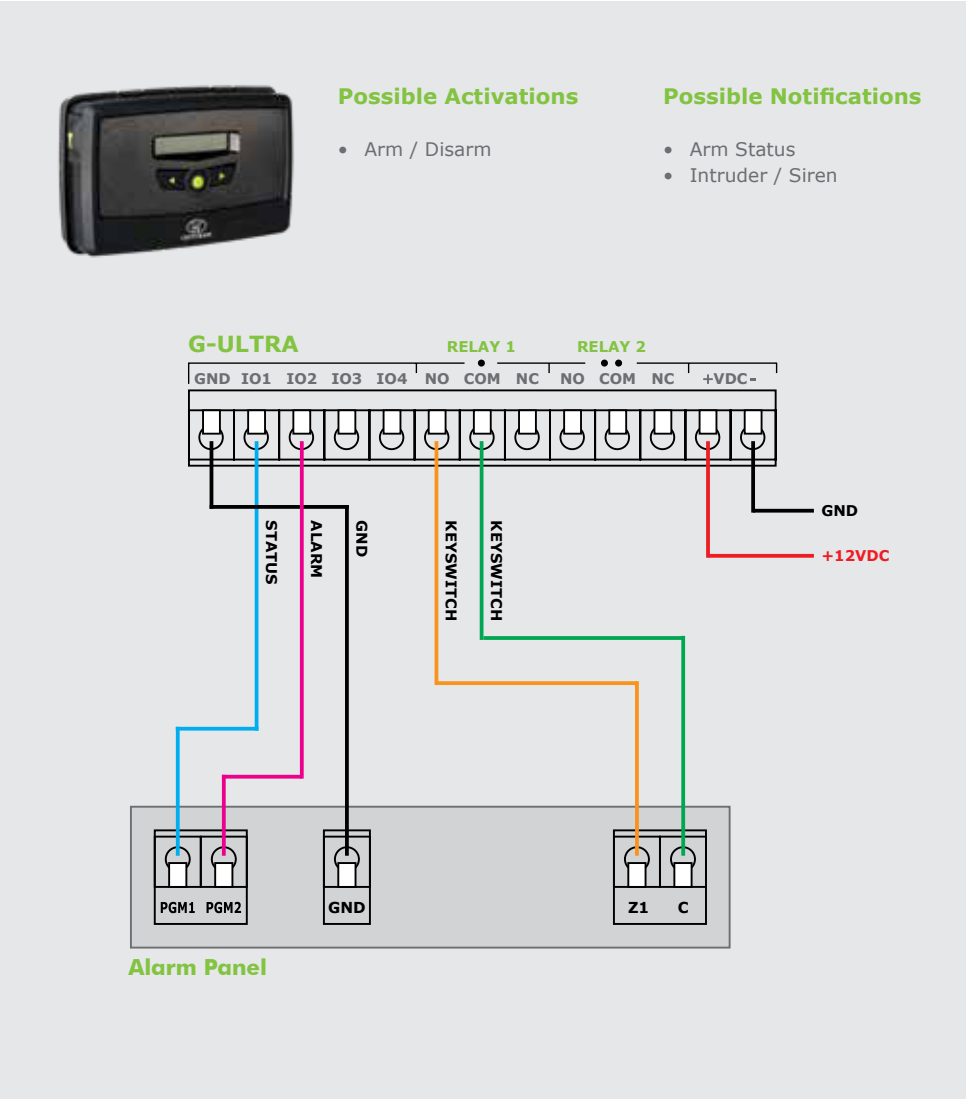 Possible Activations
• Arm / Disarm
Possible Notifications
• Arm Status
• Intruder / Siren
G-ULTRA
RELAY 1
RELAY 2
GND IO1 IO2 IO3 IO4 NO COM NC NO COM NC +VDC-
GND
+12VDC
STATUS
ALARM
GND
KEYSWITCH
KEYSWITCH
PGM1 PGM2
GND
Z1 C
Alarm Panel